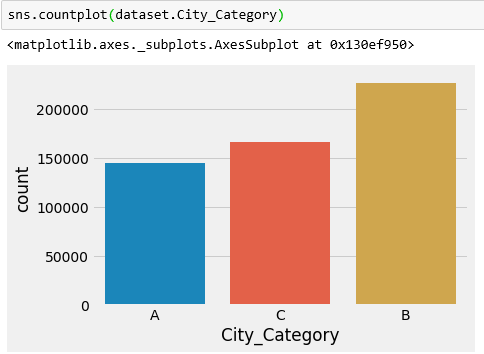 sns.countplot(dataset.City_Category)
<matplotlib.axes._subplots.AxesSubplot at 0x130ef950>
200000
150000
100000
50000
0
count
A C B
City_Category